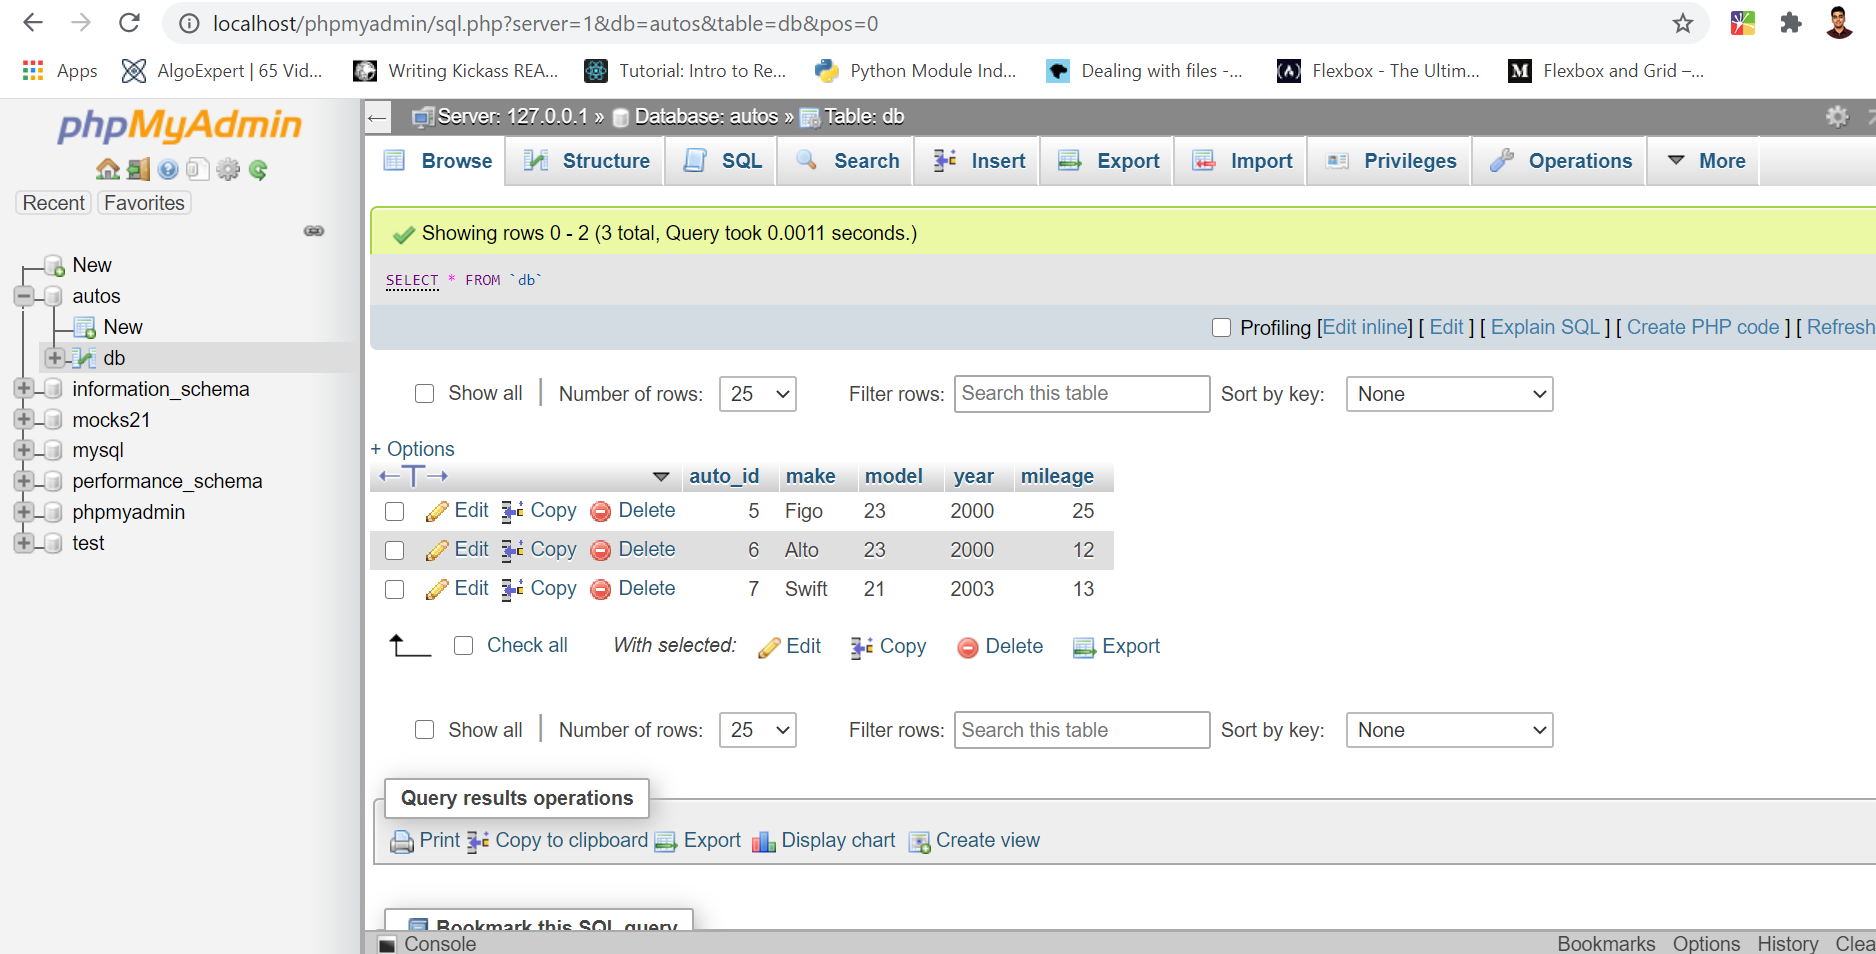 localhost/phpmyadmin/sql.php?server=1&db=autos&table=db&pos=0
Apps AlgoExpert | 65 Vid... Writing Kickass REA... Tutorial: Intro to Re... Python Module Ind... Dealing with files -... Flexbox - The Ultim... Flexbox and Grid –...
phpMyAdmin
Recent Favorites
New
autos
New
db
information_schema
mocks21
mysql
performance_schema
phpmyadmin
test
Server: 127.0.0.1 » Database: autos » Table: db
Browse Structure SQL Search Insert Export Import Privileges Operations More
Showing rows 0 - 2 (3 total, Query took 0.0011 seconds.)
SELECT * FROM `db`
Profiling [Edit inline] [ Edit ] [ Explain SQL ] [ Create PHP code ] [ Refresh
Show all Number of rows: 25 Filter rows: Search this table Sort by key: None
+ Options
←T→ auto_id make model year mileage
Edit Copy Delete 5 Figo 23 2000 25
Edit Copy Delete 6 Alto 23 2000 12
Edit Copy Delete 7 Swift 21 2003 13
Check all With selected: Edit Copy Delete Export
Show all Number of rows: 25 Filter rows: Search this table Sort by key: None
Query results operations
Print Copy to clipboard Export Display chart Create view
Bookmark this SQL query
Console Bookmarks Options History Clea